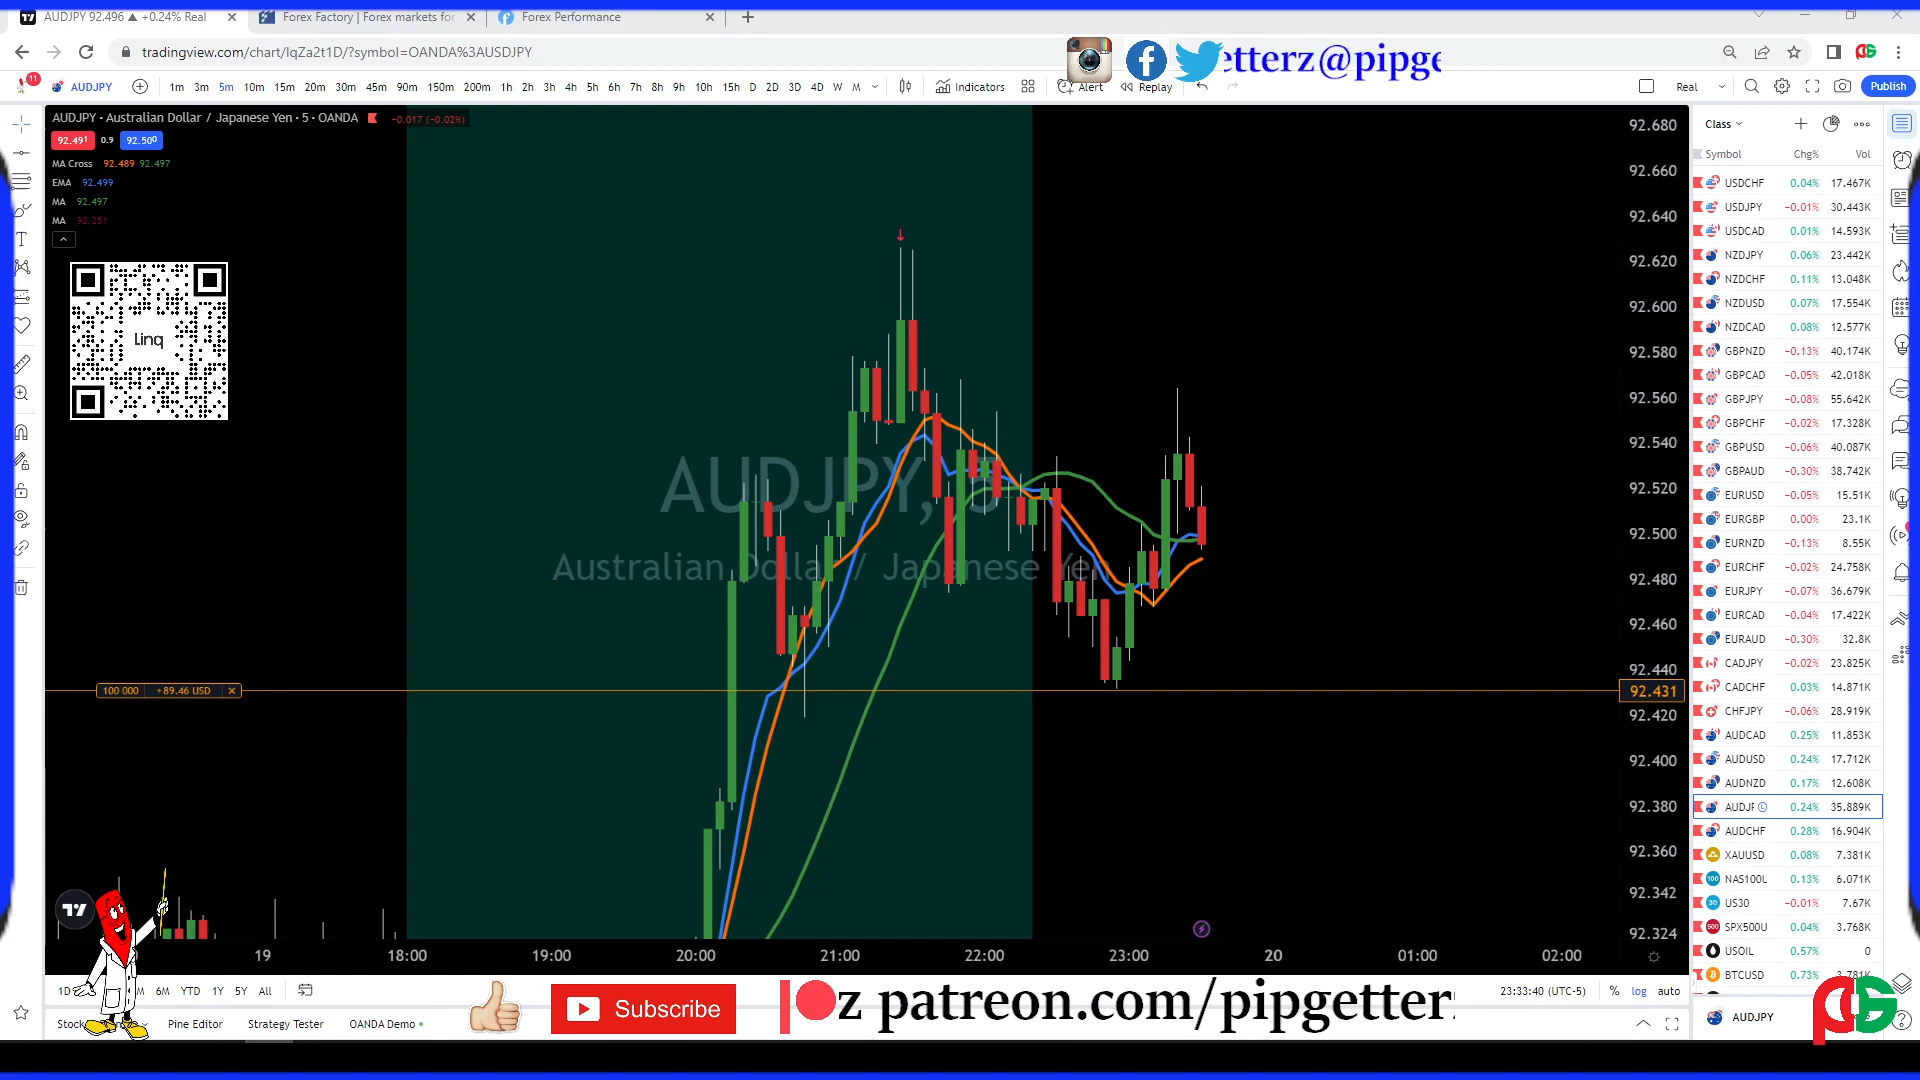 AUDJPY 92.496 ▲ +0.24% Real
Forex Factory | Forex markets for
Forex Performance
tradingview.com/chart/IqZa2t1D/?symbol=OANDA%3AUSDJPY
etterz@pipge
11
AUDJPY
1m 3m 5m 10m 15m 20m 30m 45m 90m 150m 200m 1h 2h 3h 4h 5h 6h 7h 8h 9h 10h 15h D 2D 3D 4D W M
Indicators
Alert
Replay
Real
Publish
AUDJPY · Australian Dollar / Japanese Yen · 5 · OANDA
-0.017 (-0.02%)
92.491 0.9 92.500
MA Cross 92.489 92.497
EMA 92.499
MA 92.497
MA 92.251
Linq
AUDJPY, 5
Australian Dollar / Japanese Yen
100 000 +89.46 USD
92.680
92.660
92.640
92.620
92.600
92.580
92.560
92.540
92.520
92.500
92.480
92.460
92.440
92.431
92.420
92.400
92.380
92.360
92.342
92.324
19 18:00 19:00 20:00 21:00 22:00 23:00 20 01:00 02:00
Class
Symbol Chg% Vol
USDCHF 0.04% 17.467K
USDJPY -0.01% 30.443K
USDCAD 0.01% 14.593K
NZDJPY 0.06% 23.442K
NZDCHF 0.11% 13.048K
NZDUSD 0.07% 17.554K
NZDCAD 0.08% 12.577K
GBPNZD -0.13% 40.174K
GBPCAD -0.05% 42.018K
GBPJPY -0.08% 55.642K
GBPCHF -0.02% 17.328K
GBPUSD -0.06% 40.087K
GBPAUD -0.30% 38.742K
EURUSD -0.05% 15.51K
EURGBP 0.00% 23.1K
EURNZD -0.13% 8.55K
EURCHF -0.02% 24.758K
EURJPY -0.07% 36.679K
EURCAD -0.04% 17.422K
EURAUD -0.30% 32.8K
CADJPY -0.02% 23.825K
CADCHF 0.03% 14.871K
CHFJPY -0.06% 28.919K
AUDCAD 0.25% 11.853K
AUDUSD 0.24% 17.712K
AUDNZD 0.17% 12.608K
AUDJP 0.24% 35.889K
AUDCHF 0.28% 16.904K
XAUUSD 0.08% 7.381K
NAS100U 0.13% 6.071K
US30 -0.01% 7.67K
SPX500U 0.04% 3.768K
USOIL 0.57% 0
BTCUSD 0.73% 3.781K
AUDJPY
1D M 6M YTD 1Y 5Y All
23:33:40 (UTC-5) % log auto
Stock Pine Editor Strategy Tester OANDA Demo
Subscribe
z patreon.com/pipgetter
PG